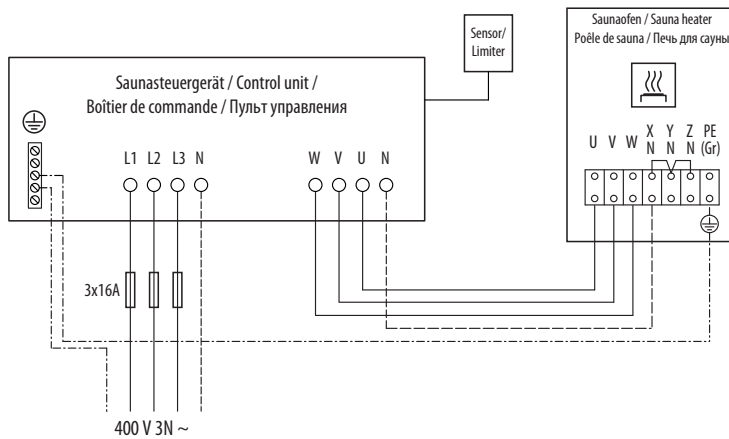 Saunaofen / Sauna heater
Poêle de sauna / Печь для сауны
Sensor/
Limiter
Saunasteuergerät / Control unit /
Boîtier de commande / Пульт управления
L1 L2 L3 N
W V U N
U V W X Y Z PE
N N N (Gr)
3x16A
400 V 3N ~